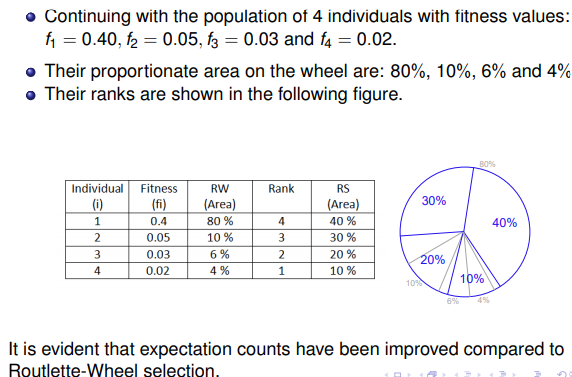 Continuing with the population of 4 individuals with fitness values:
f1 = 0.40, f2 = 0.05, f3 = 0.03 and f4 = 0.02.
Their proportionate area on the wheel are: 80%, 10%, 6% and 4%
Their ranks are shown in the following figure.
Individual (i) Fitness (fi) RW (Area) Rank RS (Area)
1 0.4 80 % 4 40 %
2 0.05 10 % 3 30 %
3 0.03 6 % 2 20 %
4 0.02 4 % 1 10 %
80%
30%
40%
20%
10%
10%
6%
4%
It is evident that expectation counts have been improved compared to
Routlette-Wheel selection.